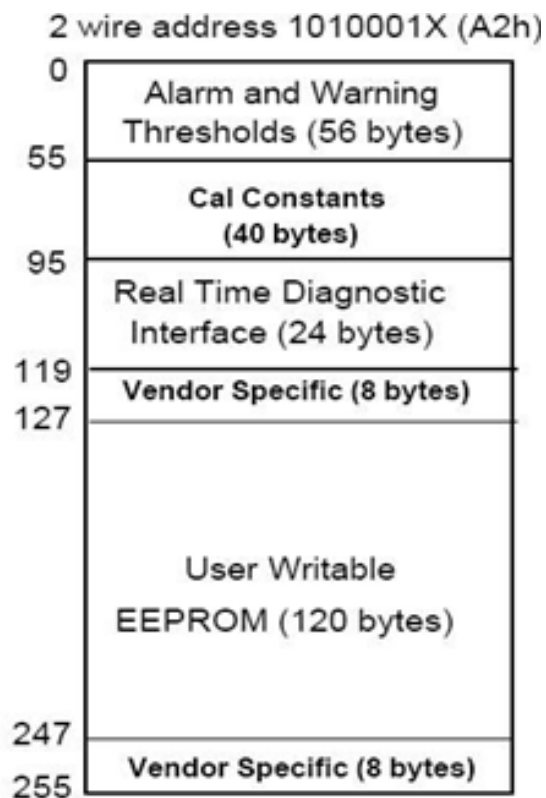 2 wire address 1010001X (A2h)
0
Alarm and Warning
Thresholds (56 bytes)
55
Cal Constants
(40 bytes)
95
Real Time Diagnostic
Interface (24 bytes)
119
Vendor Specific (8 bytes)
127
User Writable
EEPROM (120 bytes)
247
Vendor Specific (8 bytes)
255